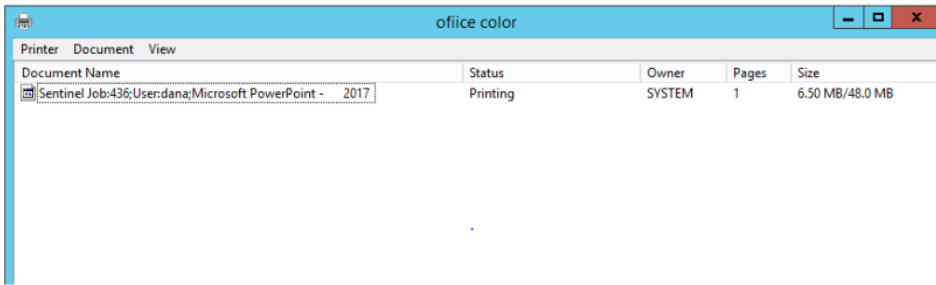 ofiice color
Printer Document View
Document Name Status Owner Pages Size
Sentinel Job:436;User:dana;Microsoft PowerPoint - 2017 Printing SYSTEM 1 6.50 MB/48.0 MB